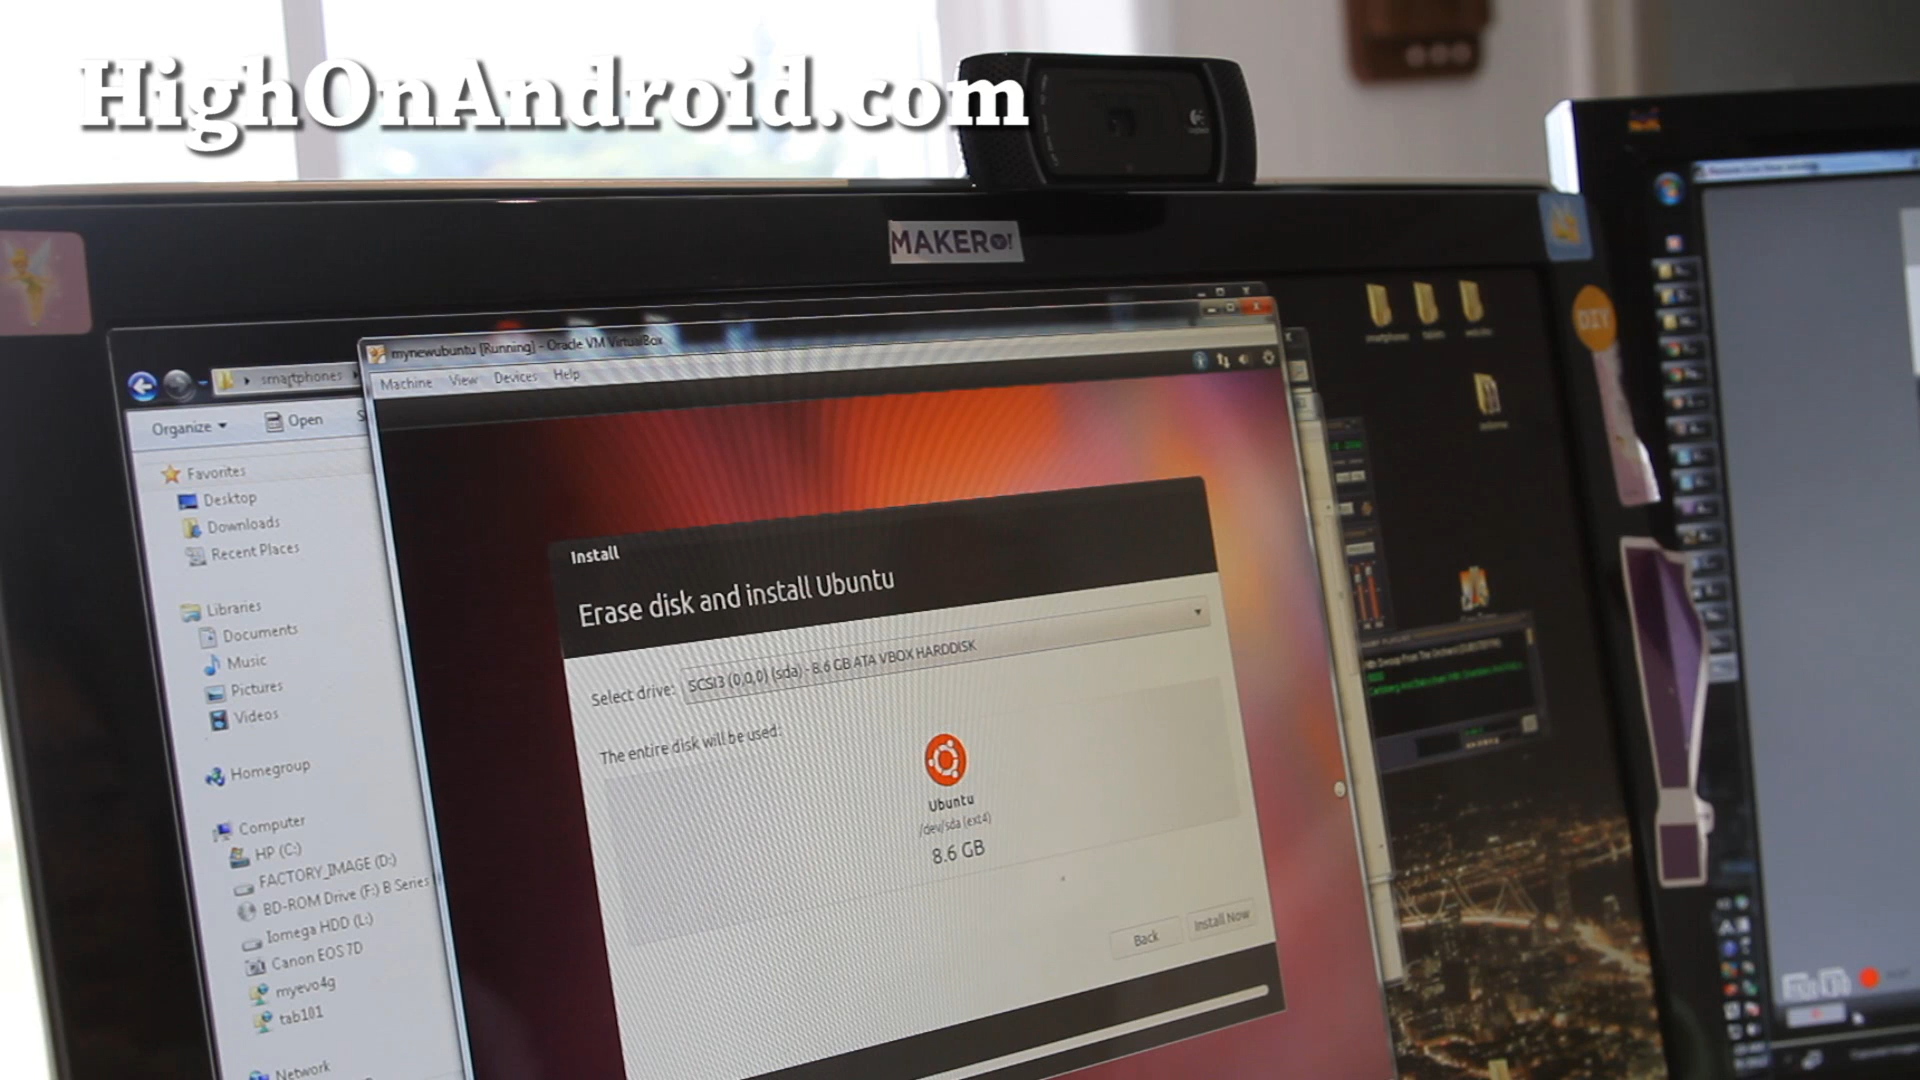 HighOnAndroid.com
MAKER Y!
DIY
mynewubuntu [Running] - Oracle VM VirtualBox
Machine View Devices Help
smartphones
Organize Open
Favorites
Desktop
Downloads
Recent Places
Libraries
Documents
Music
Pictures
Videos
Homegroup
Computer
HP (C:)
FACTORY_IMAGE (D:)
BD-ROM Drive (F:) B Series
Iomega HDD (L:)
Canon EOS 7D
myevo4g
tab101
Network
Install
Erase disk and install Ubuntu
Select drive: SCSI3 (0,0,0) (sda) - 8.6 GB ATA VBOX HARDDISK
The entire disk will be used:
Ubuntu
/dev/sda (ext4)
8.6 GB
Back Install Now